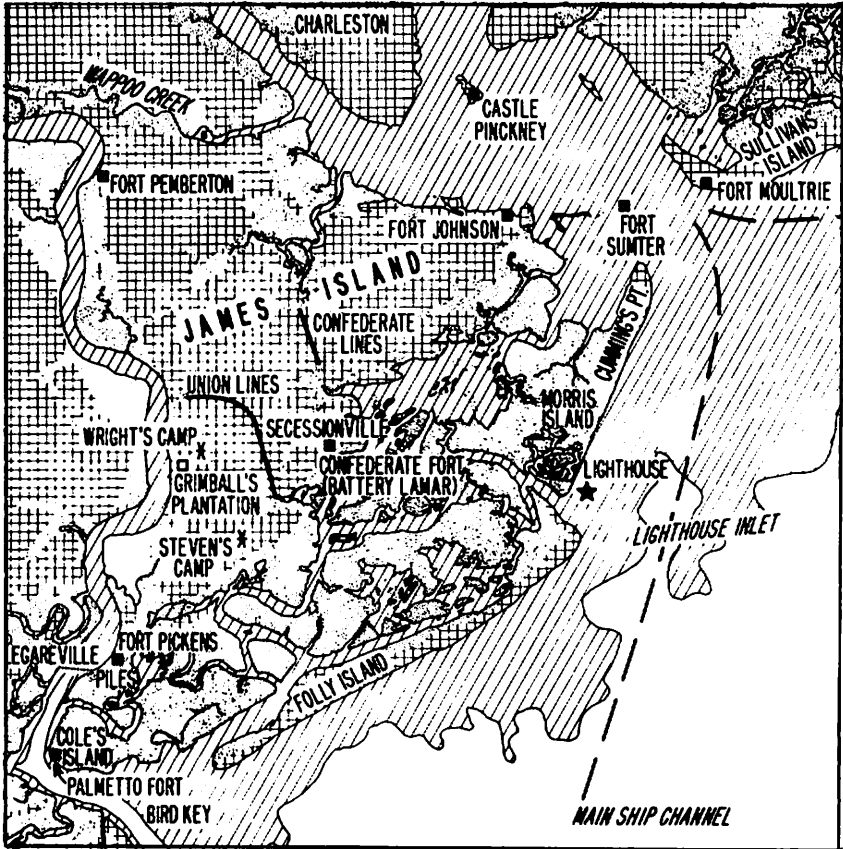 CHARLESTON
WAPPOO CREEK
CASTLE
PINCKNEY
SULLIVANS
ISLAND
FORT PEMBERTON
FORT MOULTRIE
FORT JOHNSON
FORT
SUMTER
JAMES ISLAND
CONFEDERATE
LINES
CUMMING'S PT.
UNION LINES
MORRIS
ISLAND
SECESSIONVILLE
WRIGHT'S CAMP
CONFEDERATE FORT
(BATTERY LAMAR)
LIGHTHOUSE
GRIMBALL'S
PLANTATION
LIGHTHOUSE INLET
STEVEN'S
CAMP
EGAREVILLE
FORT PICKENS
PILES
FOLLY ISLAND
COLE'S
ISLAND
PALMETTO FORT
BIRD KEY
MAIN SHIP CHANNEL